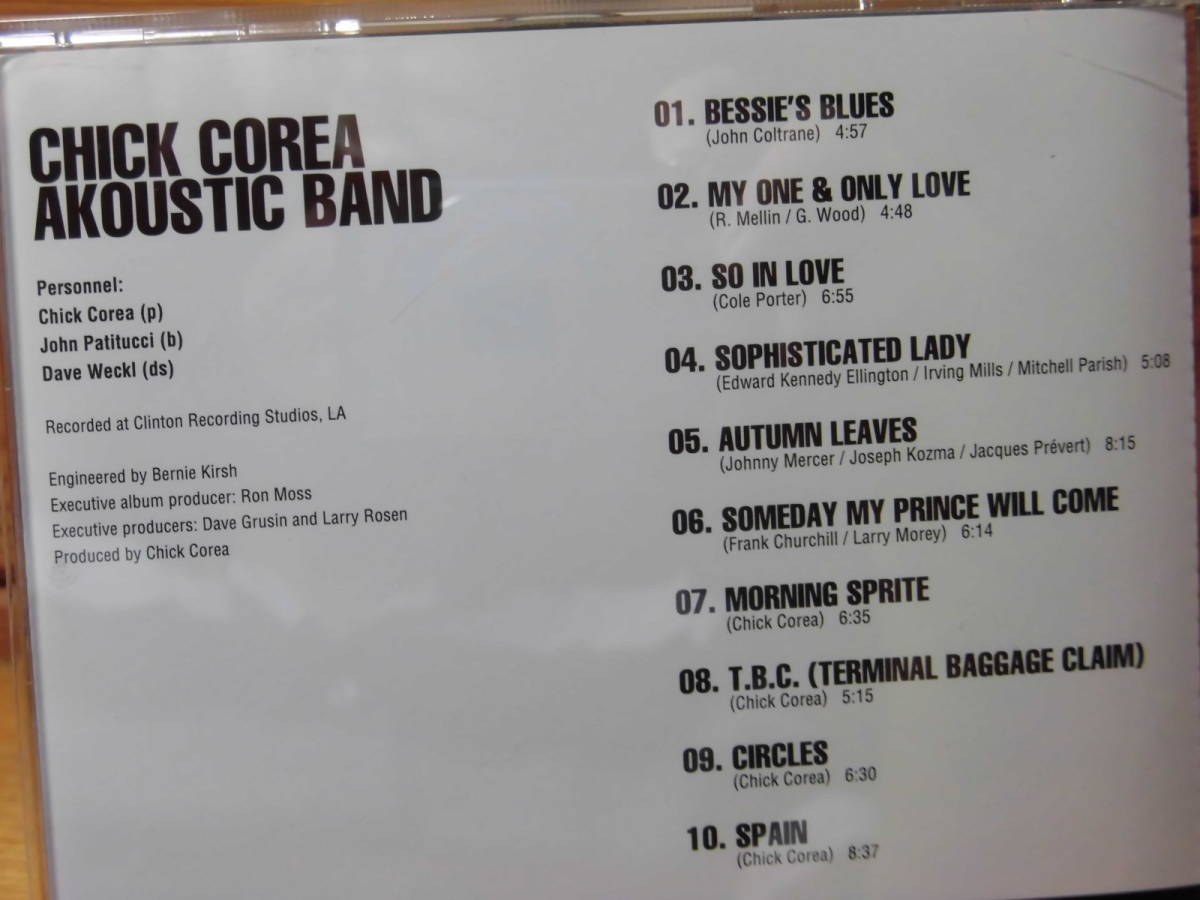 CHICK COREA
AKOUSTIC BAND
Personnel:
Chick Corea (p)
John Patitucci (b)
Dave Weckl (ds)
Recorded at Clinton Recording Studios, LA
Engineered by Bernie Kirsh
Executive album producer: Ron Moss
Executive producers: Dave Grusin and Larry Rosen
Produced by Chick Corea
01. BESSIE'S BLUES
(John Coltrane) 4:57
02. MY ONE & ONLY LOVE
(R. Mellin / G. Wood) 4:48
03. SO IN LOVE
(Cole Porter) 6:55
04. SOPHISTICATED LADY
(Edward Kennedy Ellington / Irving Mills / Mitchell Parish) 5:08
05. AUTUMN LEAVES
(Johnny Mercer / Joseph Kozma / Jacques Prévert) 8:15
06. SOMEDAY MY PRINCE WILL COME
(Frank Churchill / Larry Morey) 6:14
07. MORNING SPRITE
(Chick Corea) 6:35
08. T.B.C. (TERMINAL BAGGAGE CLAIM)
(Chick Corea) 5:15
09. CIRCLES
(Chick Corea) 6:30
10. SPAIN
(Chick Corea) 8:37